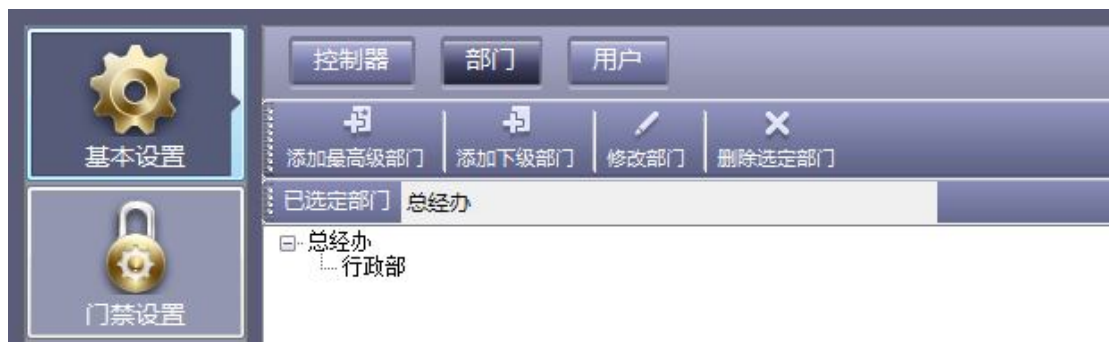 控制器 部门 用户
添加最高级部门 添加下级部门 修改部门 删除选定部门
已选定部门 总经办
总经办
行政部
基本设置
门禁设置